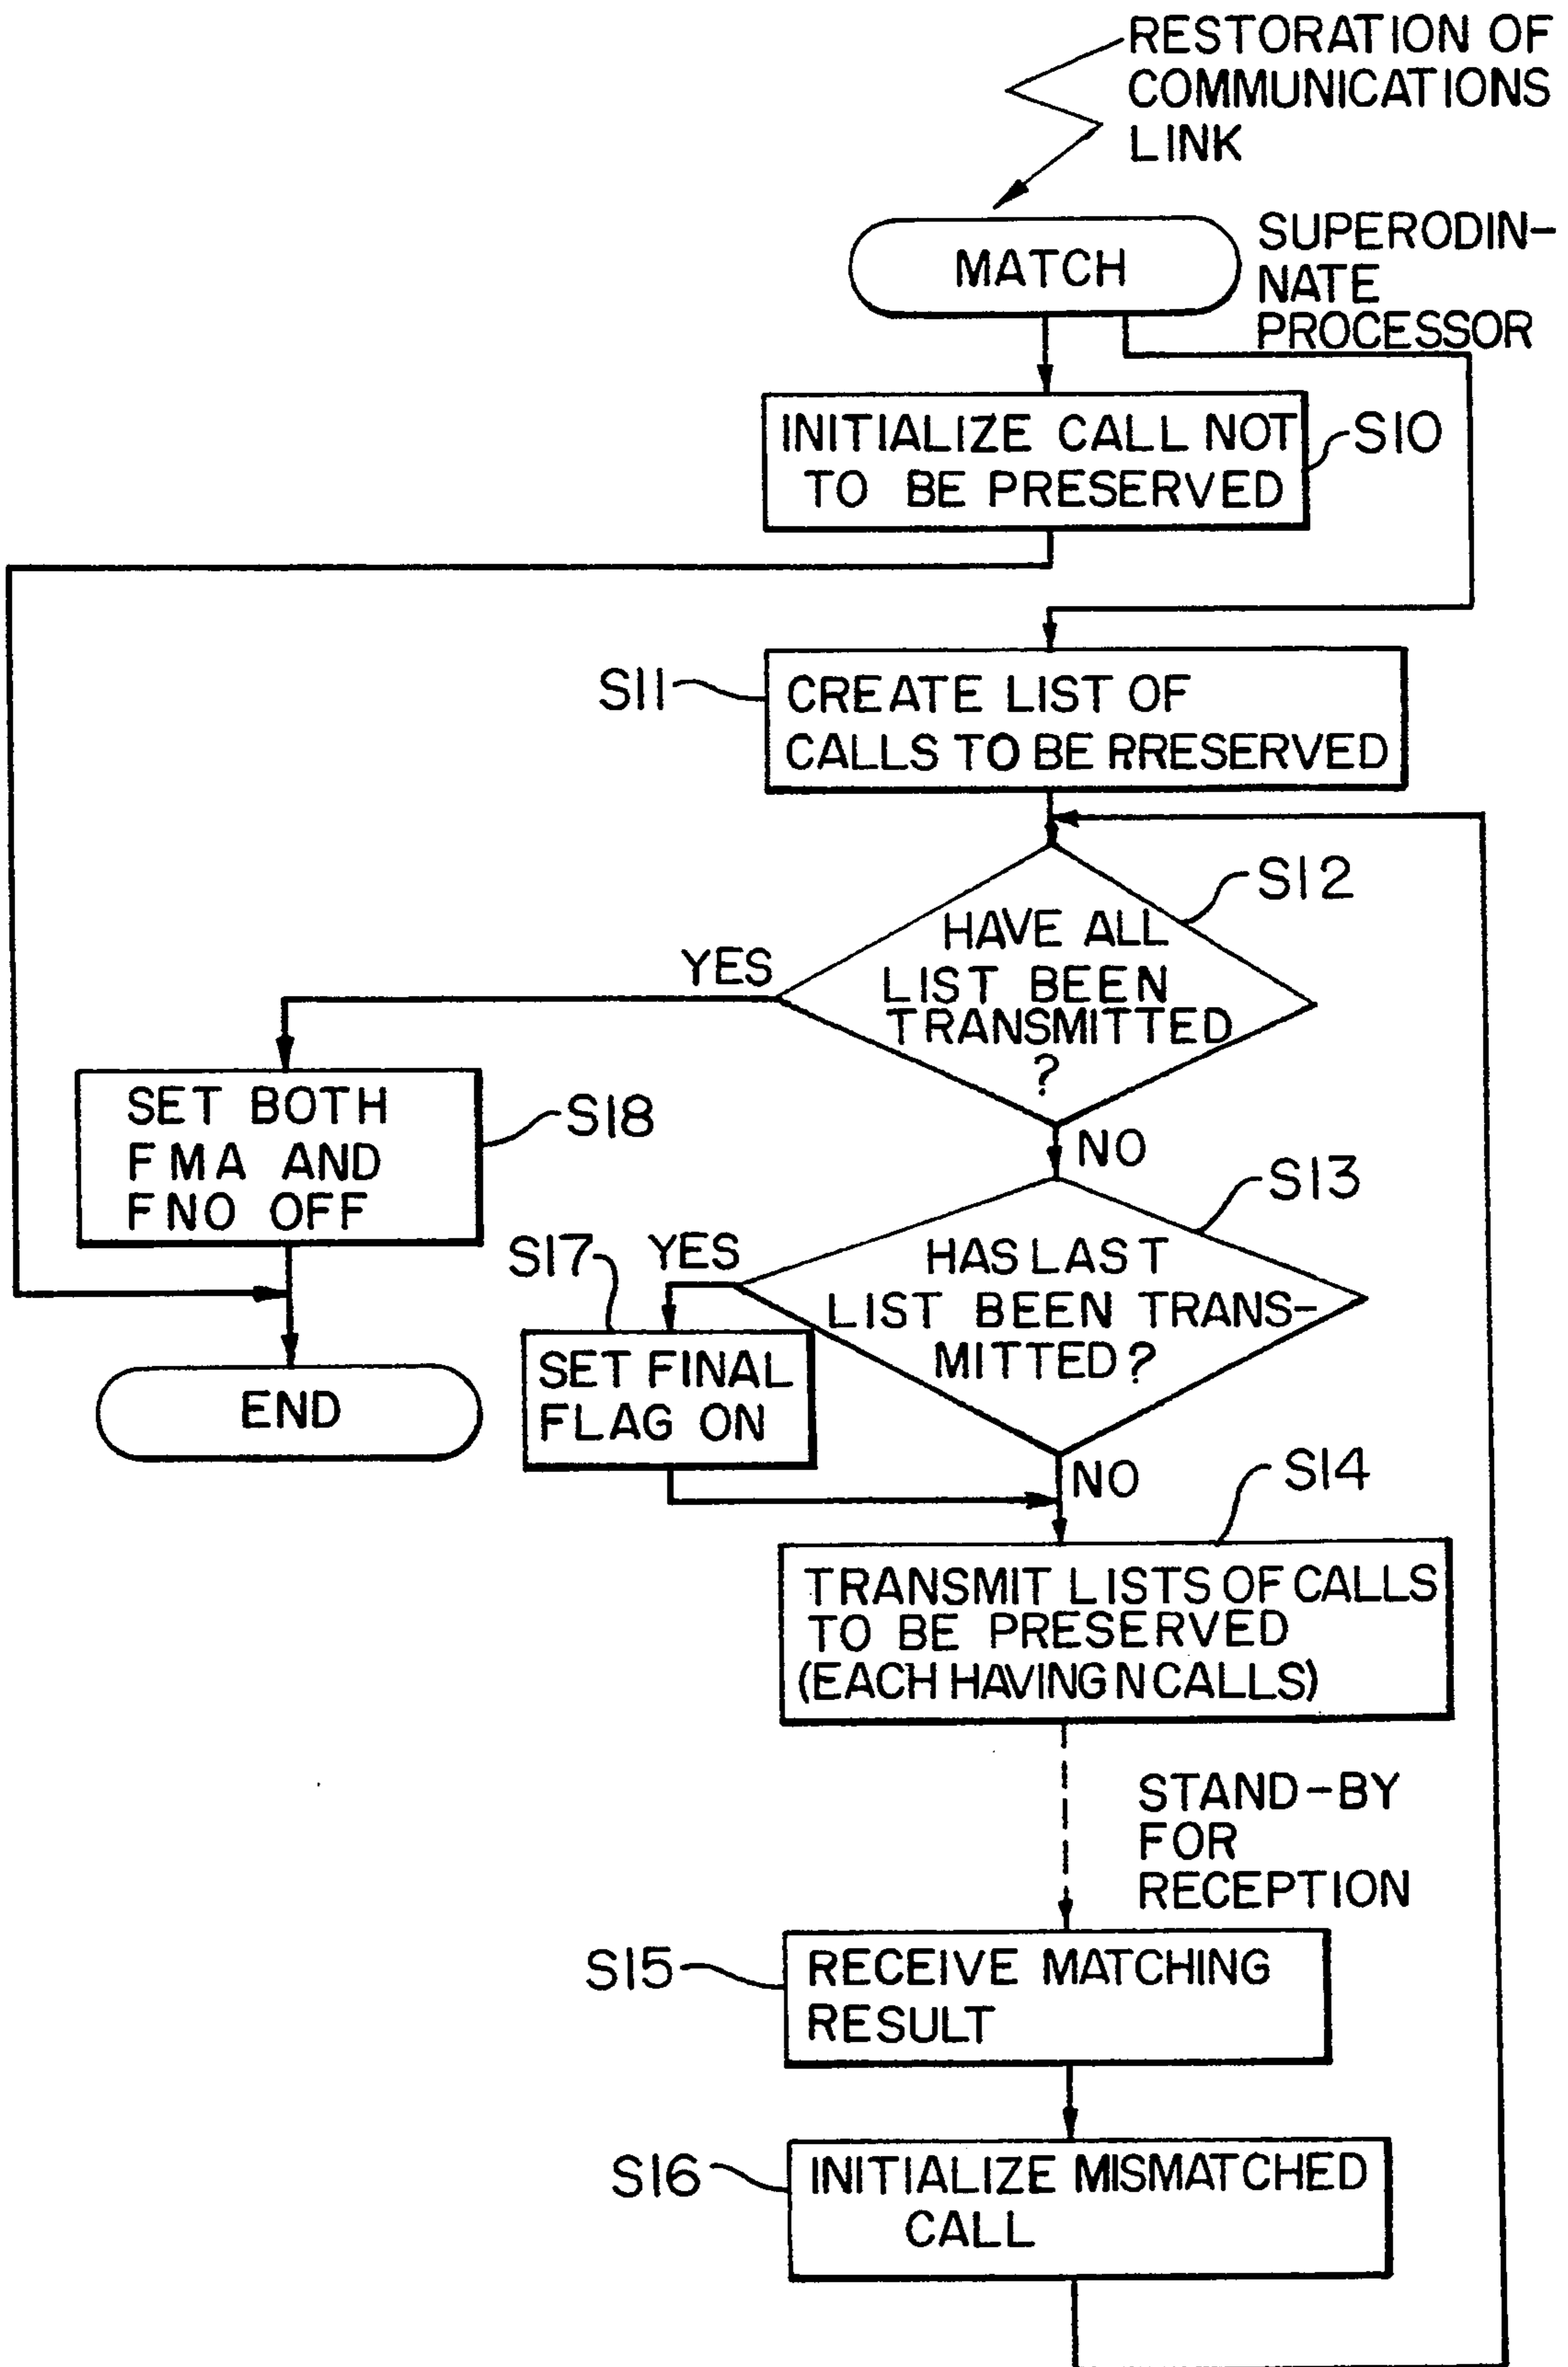 RESTORATION OF
COMMUNICATIONS
LINK
MATCH
SUPERODIN-
NATE
PROCESSOR
INITIALIZE CALL NOT
TO BE PRESERVED
S10
S11
CREATE LIST OF
CALLS TO BE RRESERVED
S12
HAVE ALL
LIST BEEN
TRANSMITTED
?
YES
NO
SET BOTH
FMA AND
FNO OFF
S18
S13
HAS LAST
LIST BEEN TRANS-
MITTED?
S17
YES
SET FINAL
FLAG ON
END
NO
S14
TRANSMIT LISTS OF CALLS
TO BE PRESERVED
(EACH HAVING N CALLS)
STAND-BY
FOR
RECEPTION
S15
RECEIVE MATCHING
RESULT
S16
INITIALIZE MISMATCHED
CALL